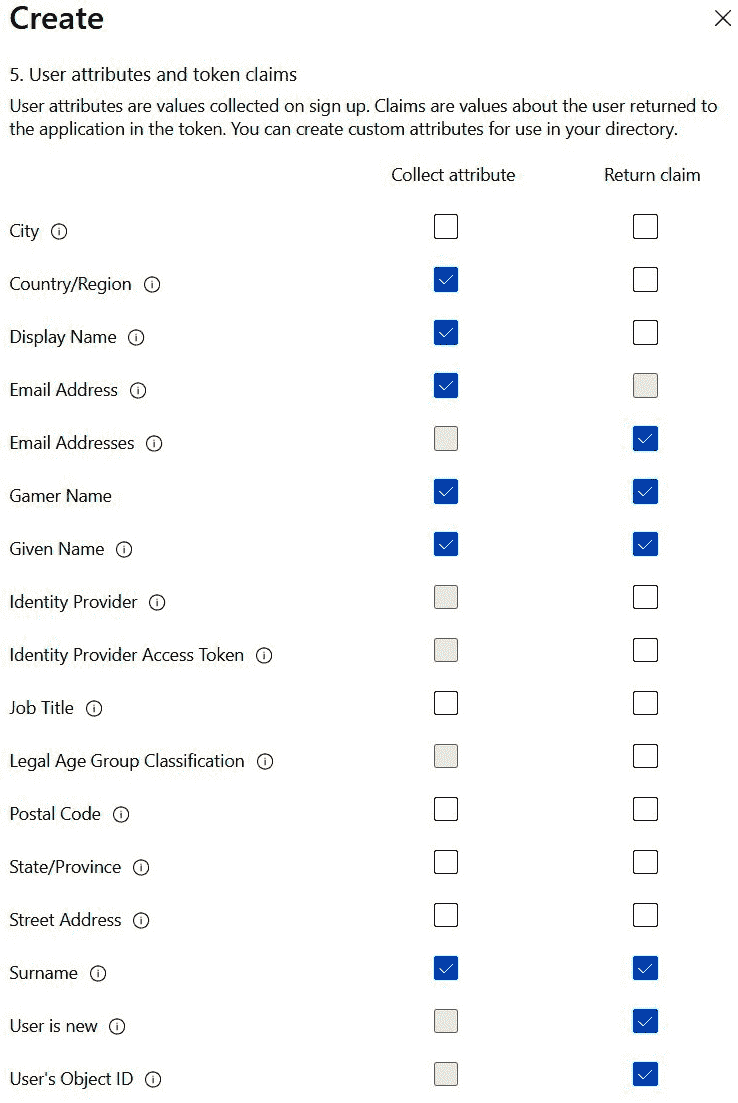 Create
5. User attributes and token claims
User attributes are values collected on sign up. Claims are values about the user returned to
the application in the token. You can create custom attributes for use in your directory.
Collect attribute Return claim
City
Country/Region
Display Name
Email Address
Email Addresses
Gamer Name
Given Name
Identity Provider
Identity Provider Access Token
Job Title
Legal Age Group Classification
Postal Code
State/Province
Street Address
Surname
User is new
User's Object ID